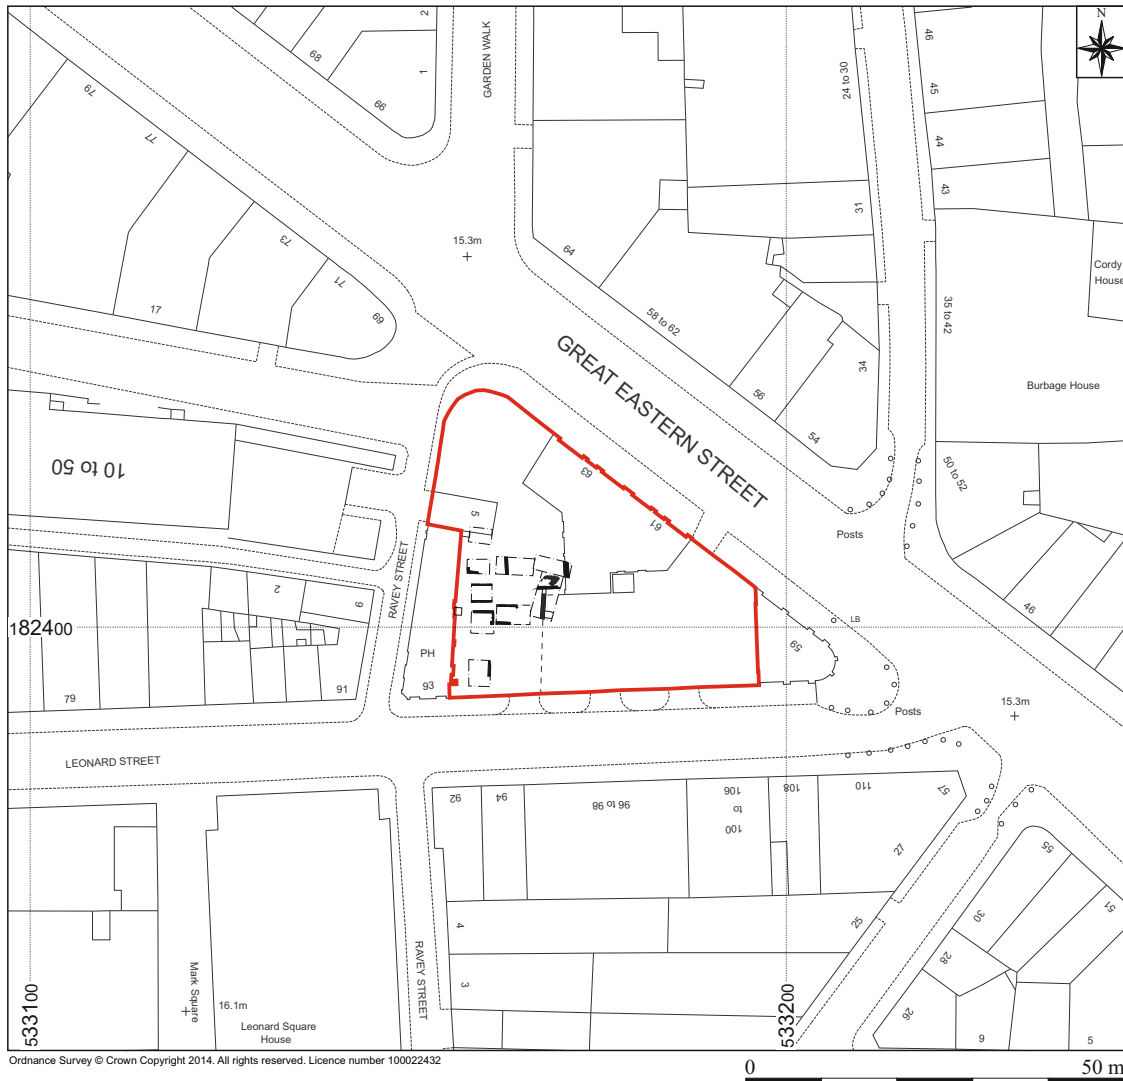 N
2
1
68
66
GARDEN WALK
24 to 30
46
45
44
43
79
77
73
71
69
17
15.3m
64
58 to 62
56
54
34
31
35 to 42
Cordy
House
Burbage House
GREAT EASTERN STREET
10 to 50
63
61
5
50 to 52
Posts
46
RAVEY STREET
2
6
182400
PH
93
79
91
59
LB
Posts
15.3m
LEONARD STREET
92
94
96 to 98
106
to
100
108
110
57
27
25
55
51
30
28
26
9
5
4
3
RAVEY STREET
Mark Square
16.1m
Leonard Square
House
533100
533200
Ordnance Survey © Crown Copyright 2014. All rights reserved. Licence number 100022432
0
50 m